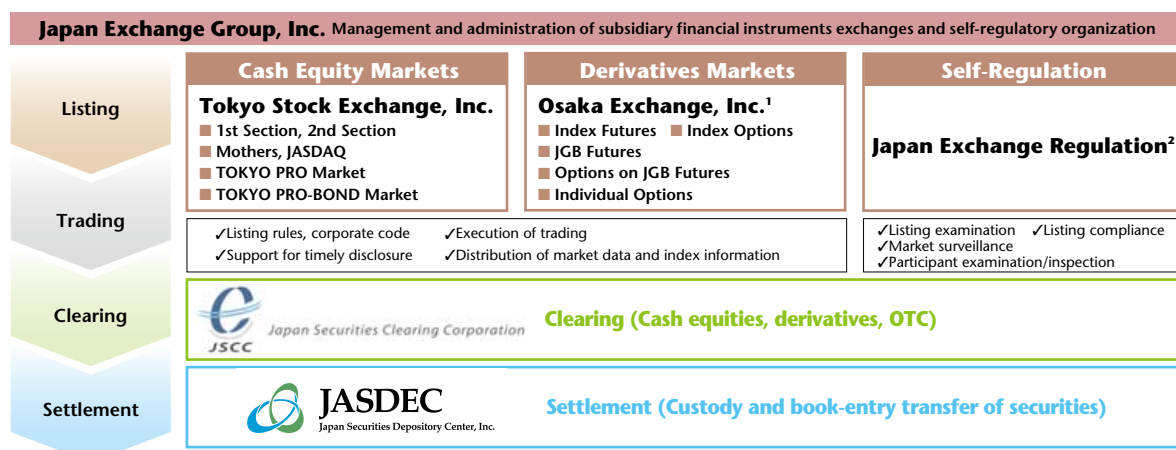 Japan Exchange Group, Inc. Management and administration of subsidiary financial instruments exchanges and self-regulatory organization
Listing
Trading
Clearing
Settlement
Cash Equity Markets
Tokyo Stock Exchange, Inc.
■ 1st Section, 2nd Section
■ Mothers, JASDAQ
■ TOKYO PRO Market
■ TOKYO PRO-BOND Market
Derivatives Markets
Osaka Exchange, Inc.¹
■ Index Futures ■ Index Options
■ JGB Futures
■ Options on JGB Futures
■ Individual Options
Self-Regulation
Japan Exchange Regulation²
✓Listing rules, corporate code ✓Execution of trading
✓Support for timely disclosure ✓Distribution of market data and index information
✓Listing examination ✓Listing compliance
✓Market surveillance
✓Participant examination/inspection
JSCC
Japan Securities Clearing Corporation
Clearing (Cash equities, derivatives, OTC)
JASDEC
Japan Securities Depository Center, Inc.
Settlement (Custody and book-entry transfer of securities)